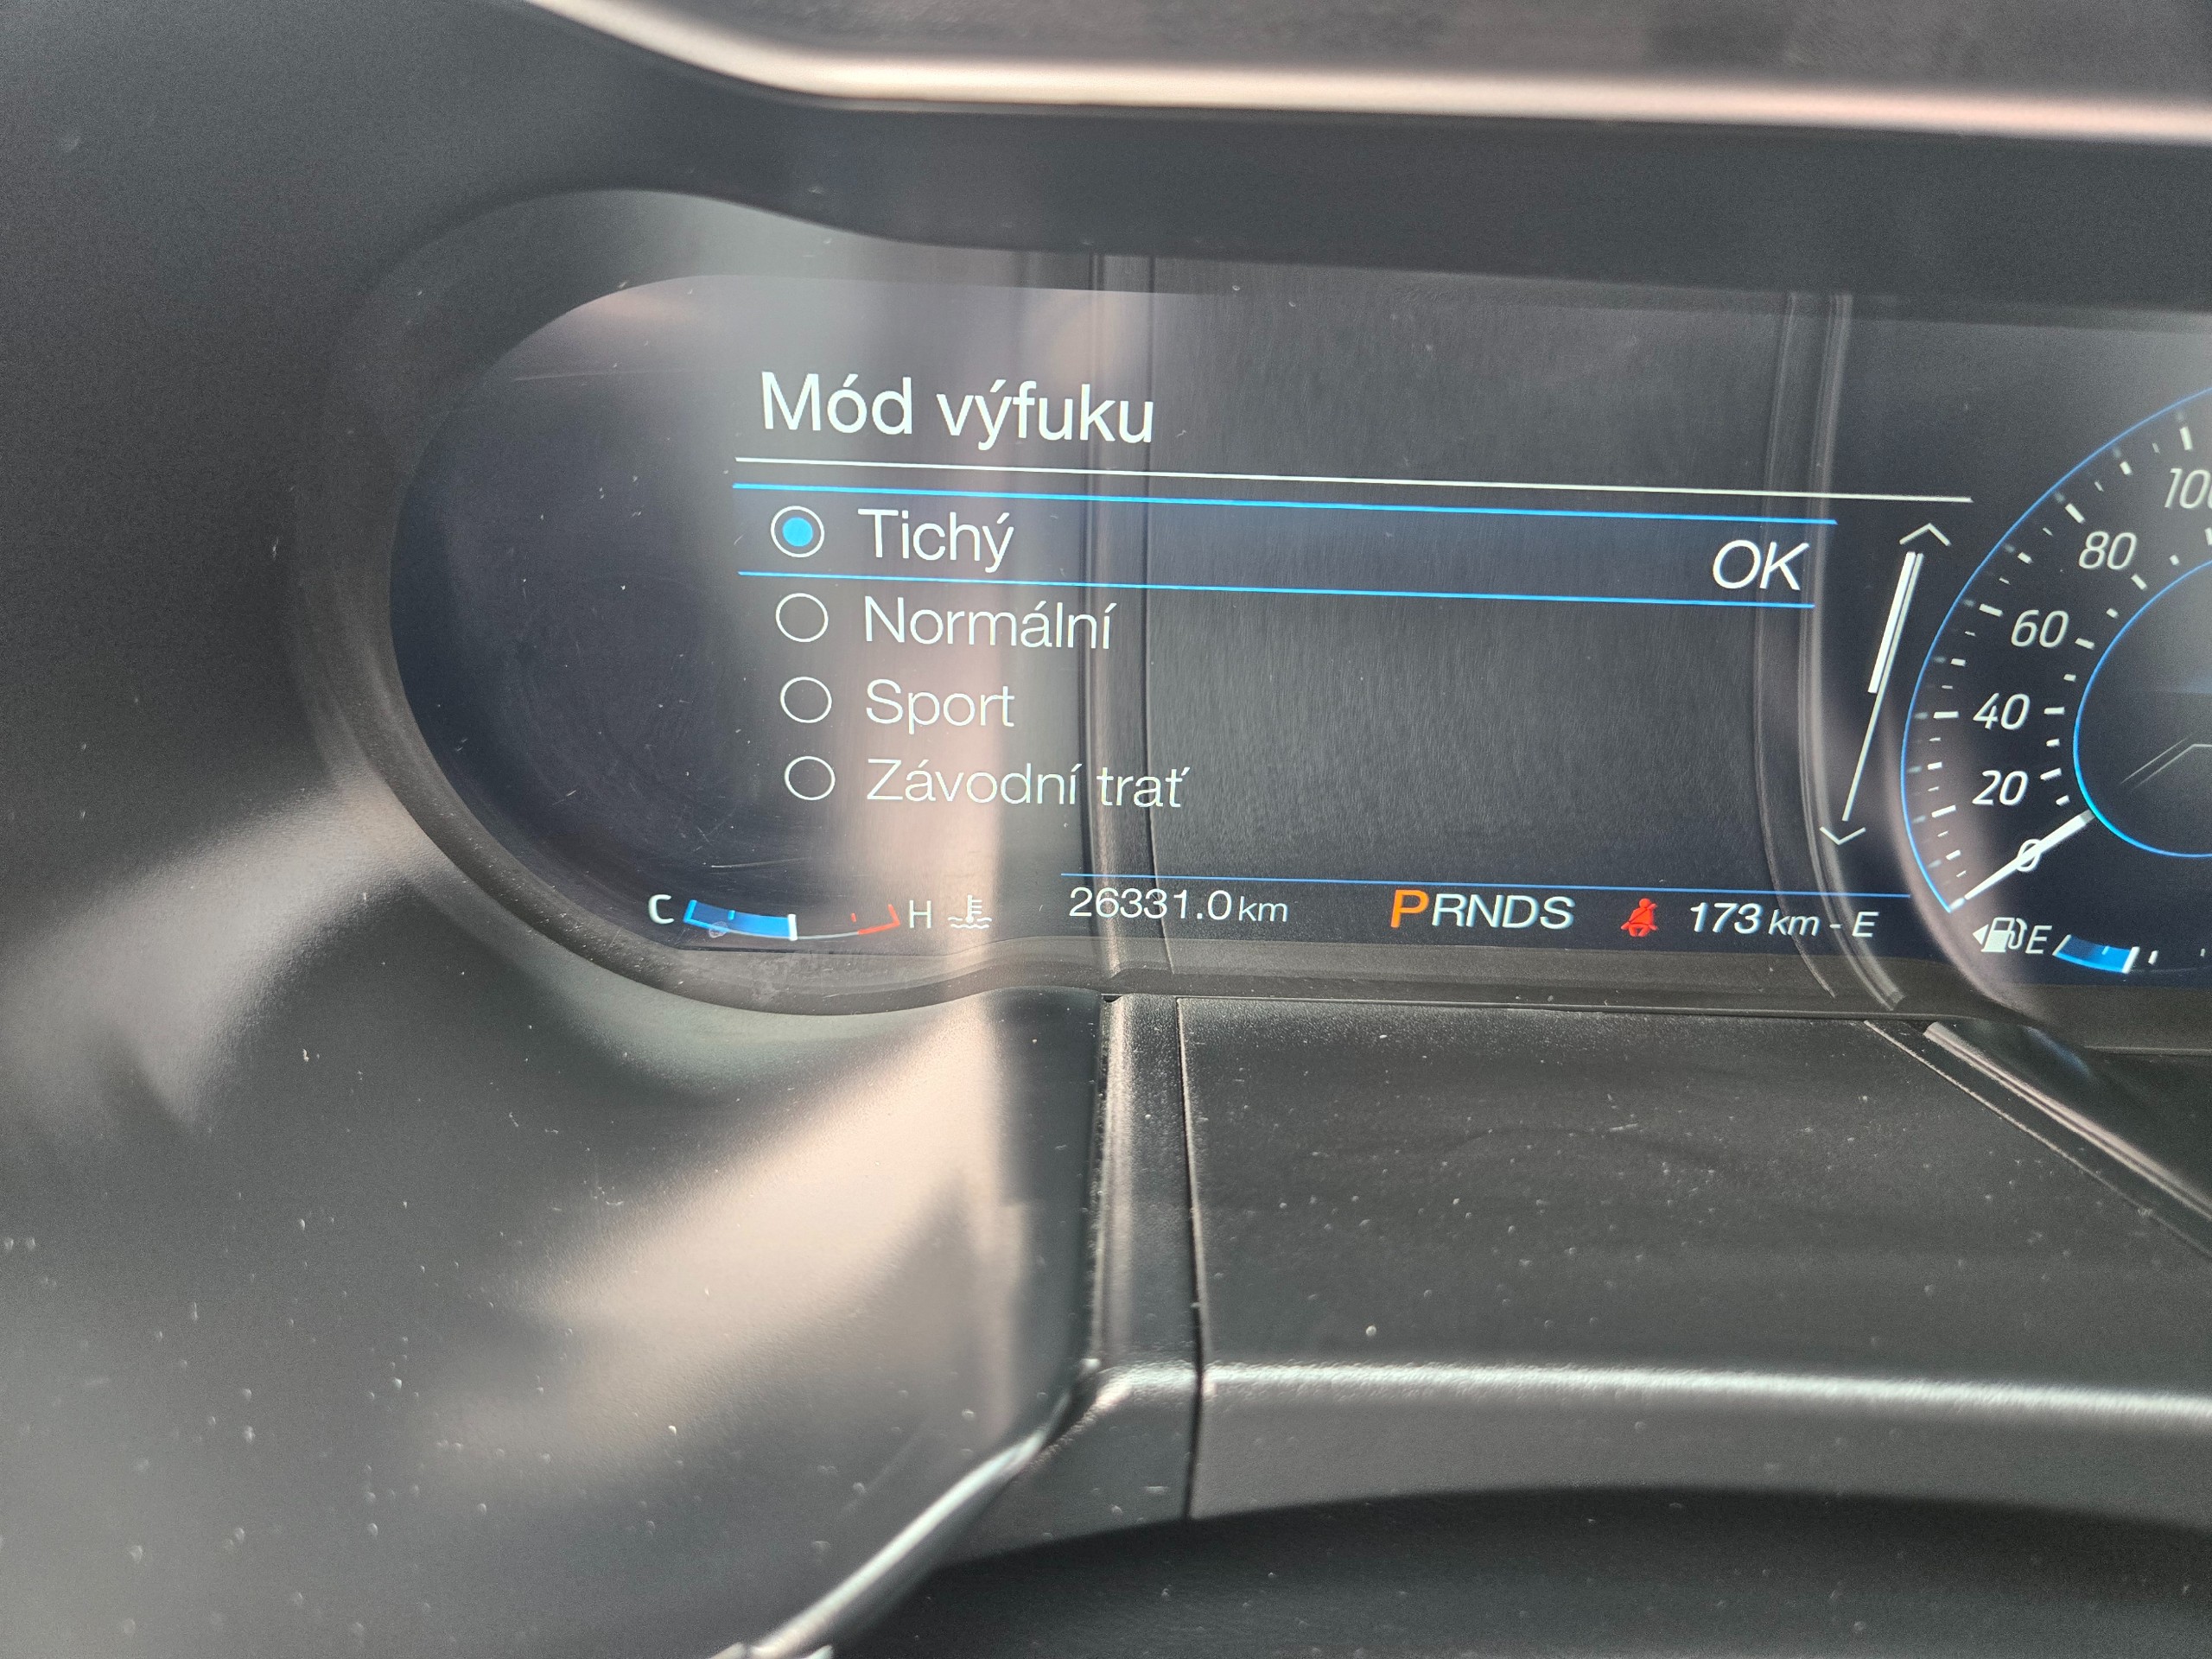 Mód výfuku
Tichý OK
Normální
Sport
Závodní trať
C H 26331.0 km PRNDS 173 km - E E
80
60
40
20
0